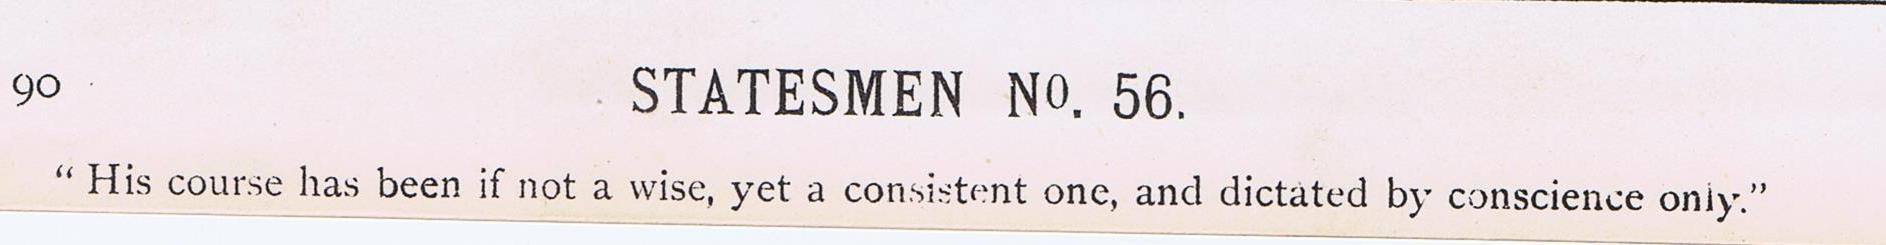 90
STATESMEN No. 56.
“ His course has been if not a wise, yet a consistent one, and dictated by conscience only.”